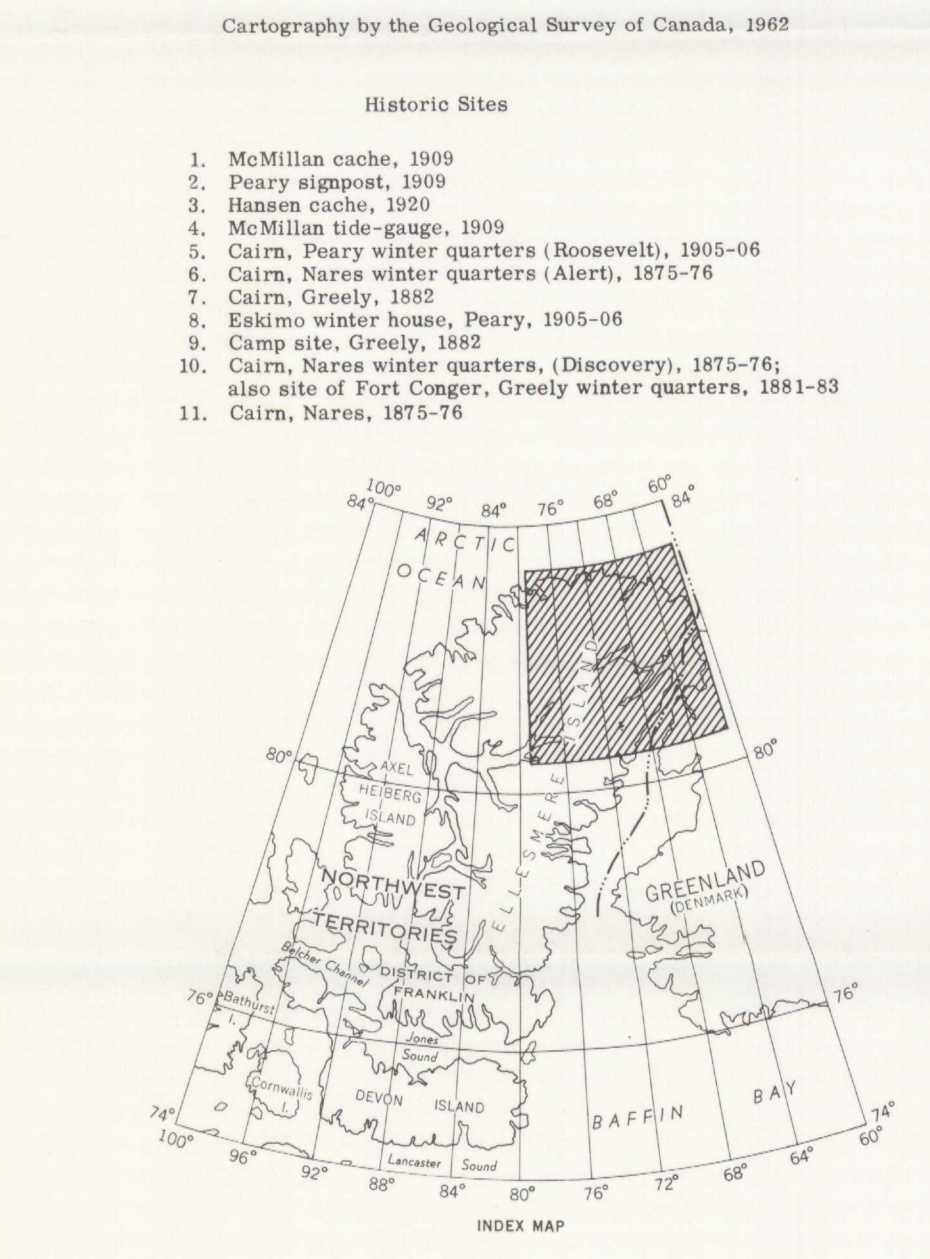 Cartography by the Geological Survey of Canada, 1962
Historic Sites
1. McMillan cache, 1909
2. Peary signpost, 1909
3. Hansen cache, 1920
4. McMillan tide-gauge, 1909
5. Cairn, Peary winter quarters (Roosevelt), 1905-06
6. Cairn, Nares winter quarters (Alert), 1875-76
7. Cairn, Greely, 1882
8. Eskimo winter house, Peary, 1905-06
9. Camp site, Greely, 1882
10. Cairn, Nares winter quarters, (Discovery), 1875-76;
also site of Fort Conger, Greely winter quarters, 1881-83
11. Cairn, Nares, 1875-76
100° 92° 84° 76° 68° 60°
84° 84°
ARCTIC
OCEAN
ELLESMERE ISLAND
80° 80°
AXEL
HEIBERG
ISLAND
NORTHWEST
TERRITORIES
GREENLAND
(DENMARK)
Belcher Channel
DISTRICT OF
FRANKLIN
76° 76°
Bathurst
I.
Jones
Sound
Cornwallis
I.
DEVON ISLAND
BAFFIN BAY
74° 74°
Lancaster Sound
100° 96° 92° 88° 84° 80° 76° 72° 68° 64° 60°
INDEX MAP